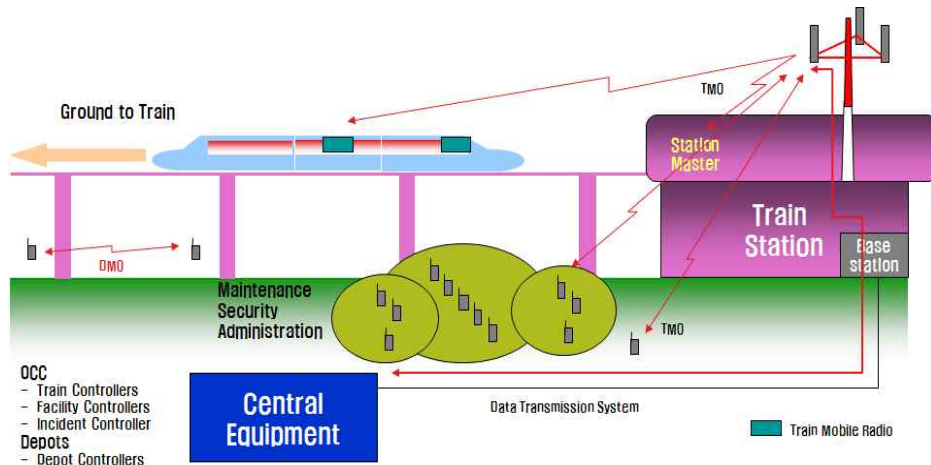 TMO
Ground to Train
Station
Master
Train
Station
Base
station
DMO
Maintenance
Security
Administration
TMO
OCC
- Train Controllers
- Facility Controllers
- Incident Controller
Depots
- Depot Controllers
Central
Equipment
Data Transmission System
Train Mobile Radio